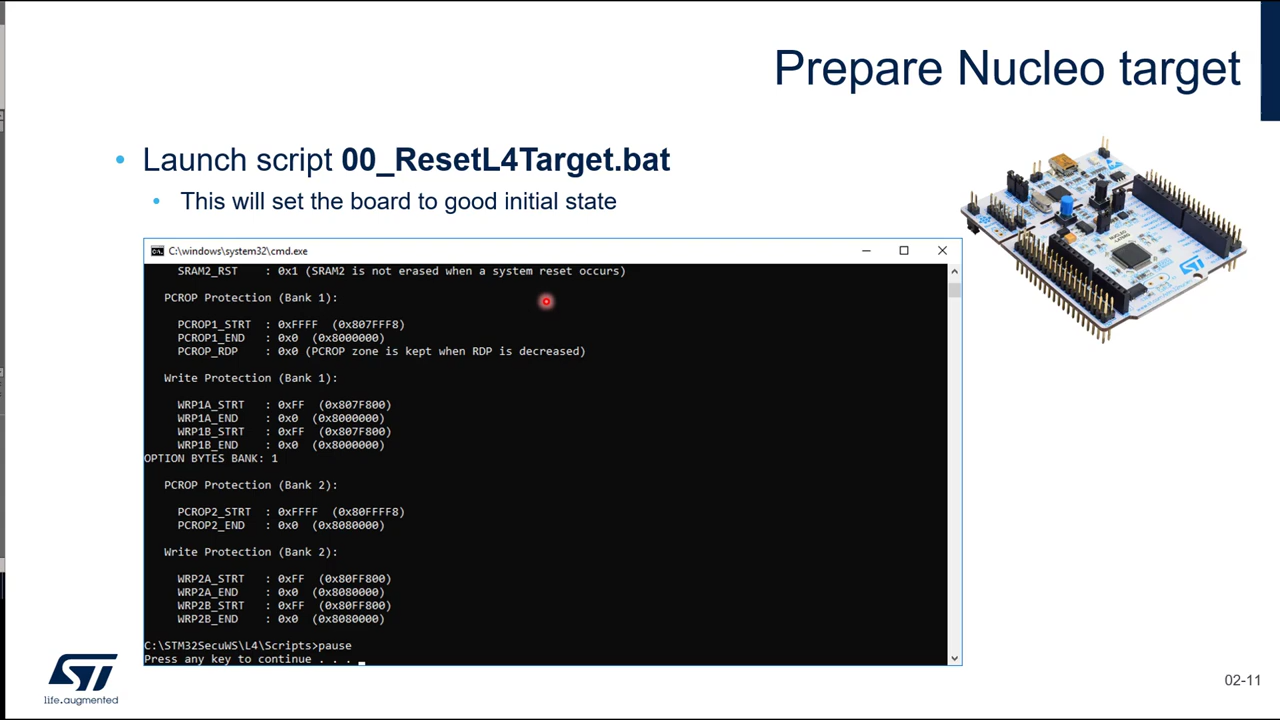 Prepare Nucleo target
• Launch script 00_ResetL4Target.bat
• This will set the board to good initial state
C:\windows\system32\cmd.exe
SRAM2_RST : 0x1 (SRAM2 is not erased when a system reset occurs)
PCROP Protection (Bank 1):
PCROP1_STRT : 0xFFFF (0x807FFF8)
PCROP1_END : 0x0 (0x8000000)
PCROP_RDP : 0x0 (PCROP zone is kept when RDP is decreased)
Write Protection (Bank 1):
WRP1A_STRT : 0xFF (0x807F800)
WRP1A_END : 0x0 (0x8000000)
WRP1B_STRT : 0xFF (0x807F800)
WRP1B_END : 0x0 (0x8000000)
OPTION BYTES BANK: 1
PCROP Protection (Bank 2):
PCROP2_STRT : 0xFFFF (0x80FFFF8)
PCROP2_END : 0x0 (0x8080000)
Write Protection (Bank 2):
WRP2A_STRT : 0xFF (0x80FF800)
WRP2A_END : 0x0 (0x8080000)
WRP2B_STRT : 0xFF (0x80FF800)
WRP2B_END : 0x0 (0x8080000)
C:\STM32SecuWS\L4\Scripts>pause
Press any key to continue . . . _
ST
life.augmented
02-11